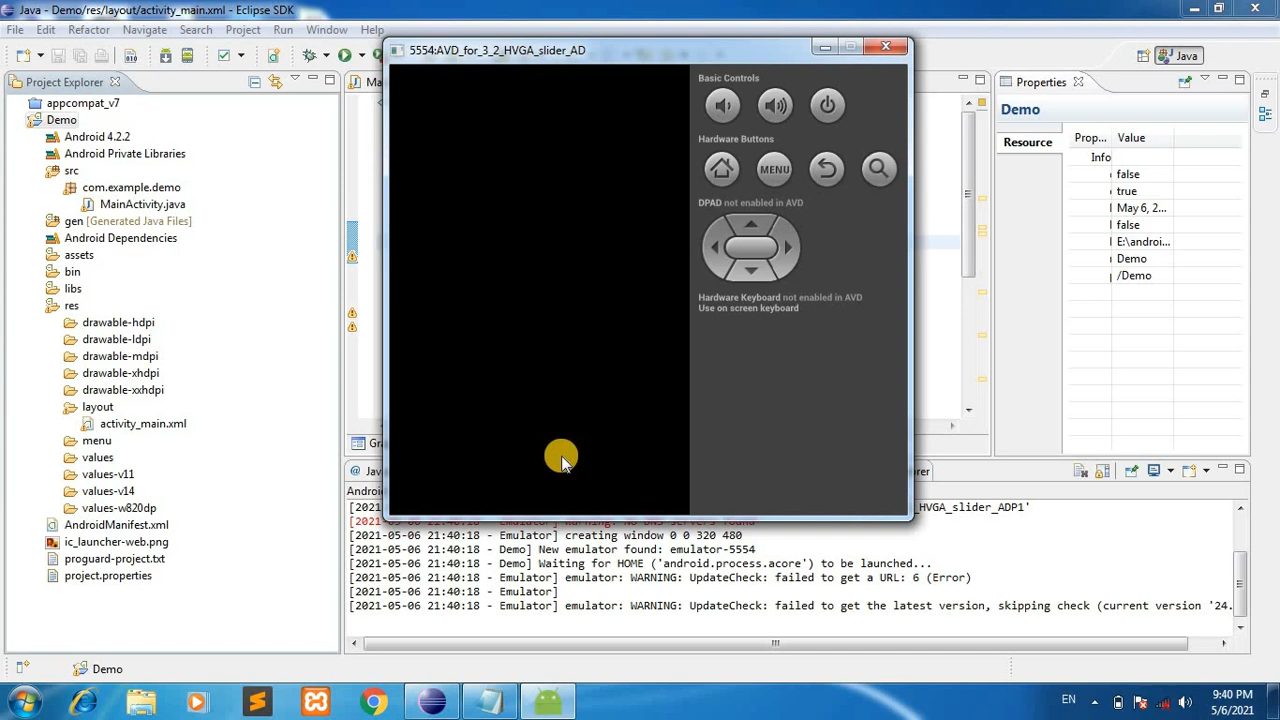 Java - Demo/res/layout/activity_main.xml - Eclipse SDK
File Edit Refactor Navigate Search Project Run Window Help
Java
5554:AVD_for_3_2_HVGA_slider_AD
Project Explorer
appcompat_v7
Demo
Android 4.2.2
Android Private Libraries
src
com.example.demo
MainActivity.java
gen [Generated Java Files]
Android Dependencies
assets
bin
libs
res
drawable-hdpi
drawable-ldpi
drawable-mdpi
drawable-xhdpi
drawable-xxhdpi
layout
activity_main.xml
menu
values
values-v11
values-v14
values-w820dp
AndroidManifest.xml
ic_launcher-web.png
proguard-project.txt
project.properties
Basic Controls
Hardware Buttons
MENU
DPAD not enabled in AVD
Hardware Keyboard not enabled in AVD
Use on screen keyboard
Properties
Demo
Resource
Prop... Value
Info
false
true
May 6, 2...
false
E:\androi...
Demo
/Demo
_HVGA_slider_ADP1'
[2021-05-06 21:40:18 - Emulator] creating window 0 0 320 480
[2021-05-06 21:40:18 - Demo] New emulator found: emulator-5554
[2021-05-06 21:40:18 - Demo] Waiting for HOME ('android.process.acore') to be launched...
[2021-05-06 21:40:18 - Emulator] emulator: WARNING: UpdateCheck: failed to get a URL: 6 (Error)
[2021-05-06 21:40:18 - Emulator]
[2021-05-06 21:40:18 - Emulator] emulator: WARNING: UpdateCheck: failed to get the latest version, skipping check (current version '24.
Demo
EN
9:40 PM
5/6/2021